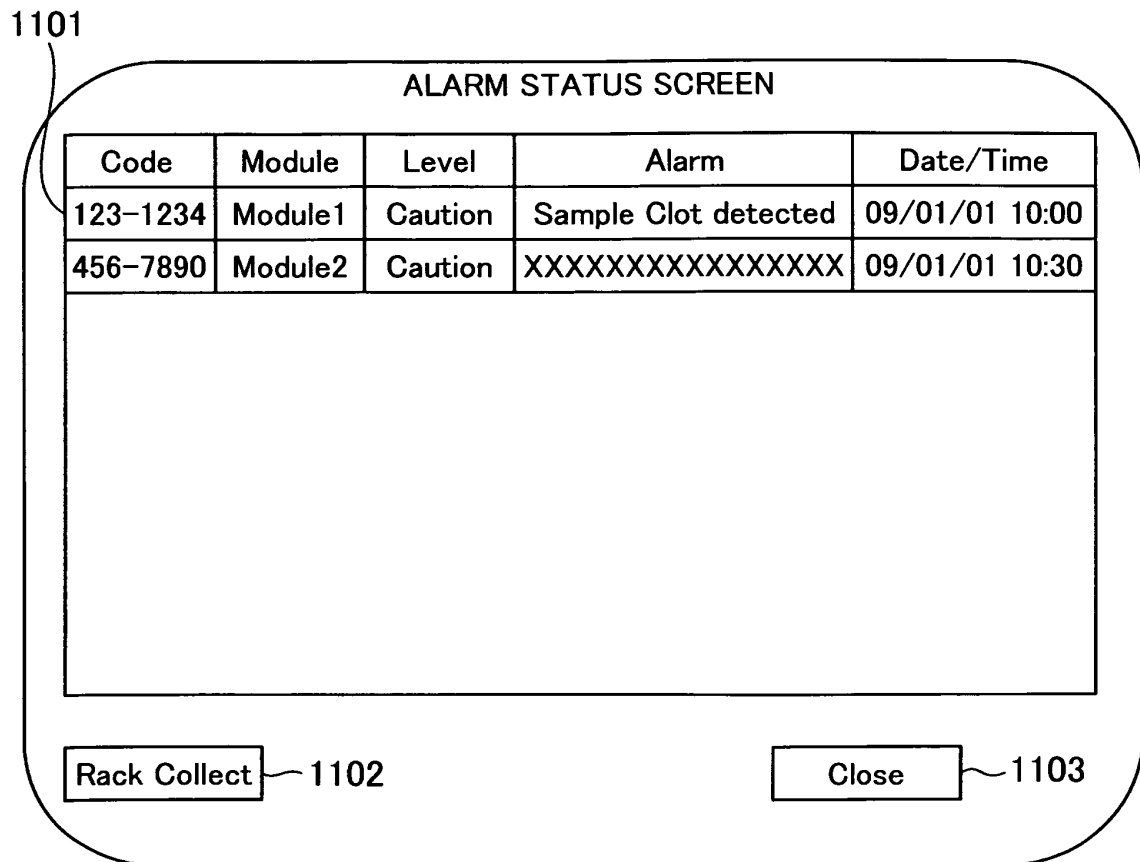 1101
ALARM STATUS SCREEN
Code Module Level Alarm Date/Time
123-1234 Module1 Caution Sample Clot detected 09/01/01 10:00
456-7890 Module2 Caution XXXXXXXXXXXXXXXX 09/01/01 10:30
Rack Collect 1102 Close 1103